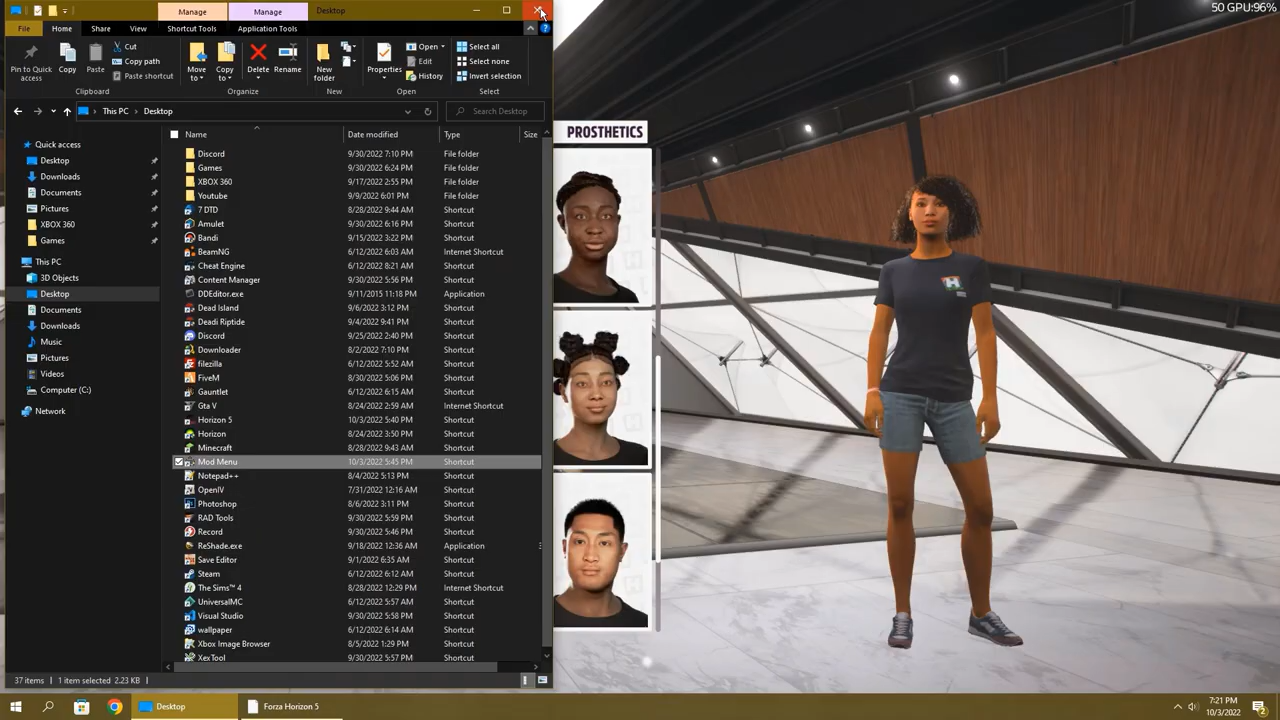 50 GPU:96%
Manage
Manage
Desktop
File
Home
Share
View
Shortcut Tools
Application Tools
Pin to Quick access
Copy
Paste
Cut
Copy path
Paste shortcut
Move to
Copy to
Delete
Rename
New folder
Properties
Open
Edit
History
Select all
Select none
Invert selection
Clipboard
Organize
New
Open
Select
This PC
Desktop
Search Desktop
Name
Date modified
Type
Size
Quick access
Desktop
Downloads
Documents
Pictures
XBOX 360
Games
This PC
3D Objects
Desktop
Documents
Downloads
Music
Pictures
Videos
Computer (C:)
Network
Discord 9/30/2022 7:10 PM File folder
Games 9/30/2022 6:24 PM File folder
XBOX 360 9/17/2022 2:55 PM File folder
Youtube 9/9/2022 6:01 PM File folder
7 DTD 8/28/2022 9:44 AM Shortcut
Amulet 9/30/2022 6:16 PM Shortcut
Bandi 9/15/2022 3:22 PM Shortcut
BeamNG 6/12/2022 6:03 AM Internet Shortcut
Cheat Engine 6/12/2022 8:21 AM Shortcut
Content Manager 9/30/2022 5:56 PM Shortcut
DDEditor.exe 9/11/2015 11:18 PM Application
Dead Island 9/6/2022 3:12 PM Shortcut
Deadi Riptide 9/4/2022 9:41 PM Shortcut
Discord 9/25/2022 2:40 PM Shortcut
Downloader 8/2/2022 7:10 PM Shortcut
filezilla 6/12/2022 5:52 AM Shortcut
FiveM 8/30/2022 5:06 PM Shortcut
Gauntlet 6/12/2022 6:15 AM Shortcut
Gta V 8/24/2022 2:59 AM Internet Shortcut
Horizon 5 10/3/2022 5:40 PM Shortcut
Horizon 8/24/2022 3:50 PM Shortcut
Minecraft 8/28/2022 9:43 AM Shortcut
Mod Menu 10/3/2022 5:45 PM Shortcut
Notepad++ 8/4/2022 5:13 PM Shortcut
OpenIV 7/31/2022 12:16 AM Shortcut
Photoshop 8/6/2022 3:11 PM Shortcut
RAD Tools 9/30/2022 5:59 PM Shortcut
Record 9/30/2022 5:46 PM Shortcut
ReShade.exe 9/18/2022 12:36 AM Application 3
Save Editor 9/1/2022 6:35 AM Shortcut
Steam 6/12/2022 6:12 AM Shortcut
The Sims™ 4 8/28/2022 12:29 PM Internet Shortcut
UniversalMC 6/12/2022 5:57 AM Shortcut
Visual Studio 9/30/2022 5:58 PM Shortcut
wallpaper 6/12/2022 6:14 AM Shortcut
Xbox Image Browser 8/5/2022 1:29 PM Shortcut
XexTool 9/30/2022 5:57 PM Shortcut
37 items
1 item selected 2.23 KB
PROSTHETICS
Desktop
Forza Horizon 5
7:21 PM
10/3/2022
2